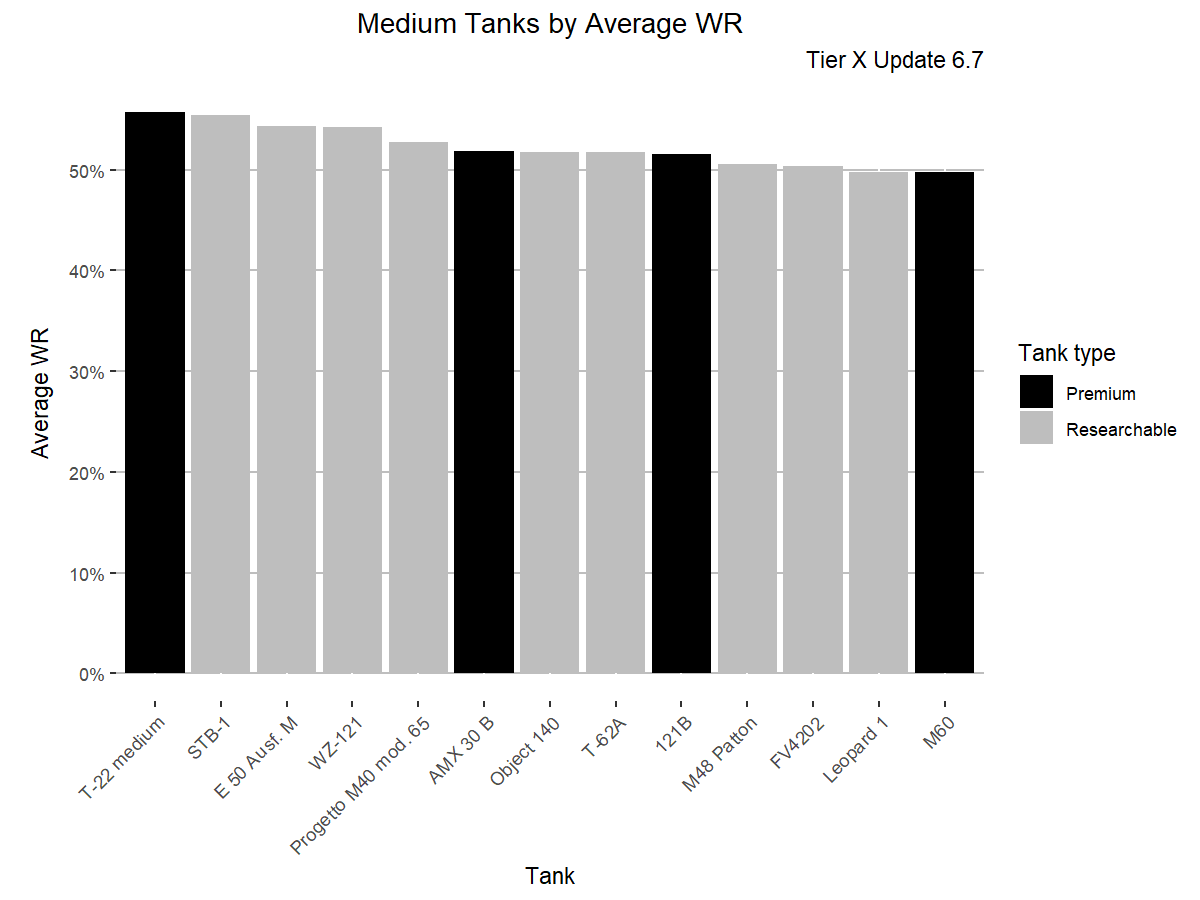 Medium Tanks by Average WR
Tier X Update 6.7
Average WR
50%
40%
30%
20%
10%
0%
T-22 medium
STB-1
E 50 Ausf. M
WZ-121
Progetto M40 mod. 65
AMX 30 B
Object 140
T-62A
121B
M48 Patton
FV4202
Leopard 1
M60
Tank
Tank type
Premium
Researchable